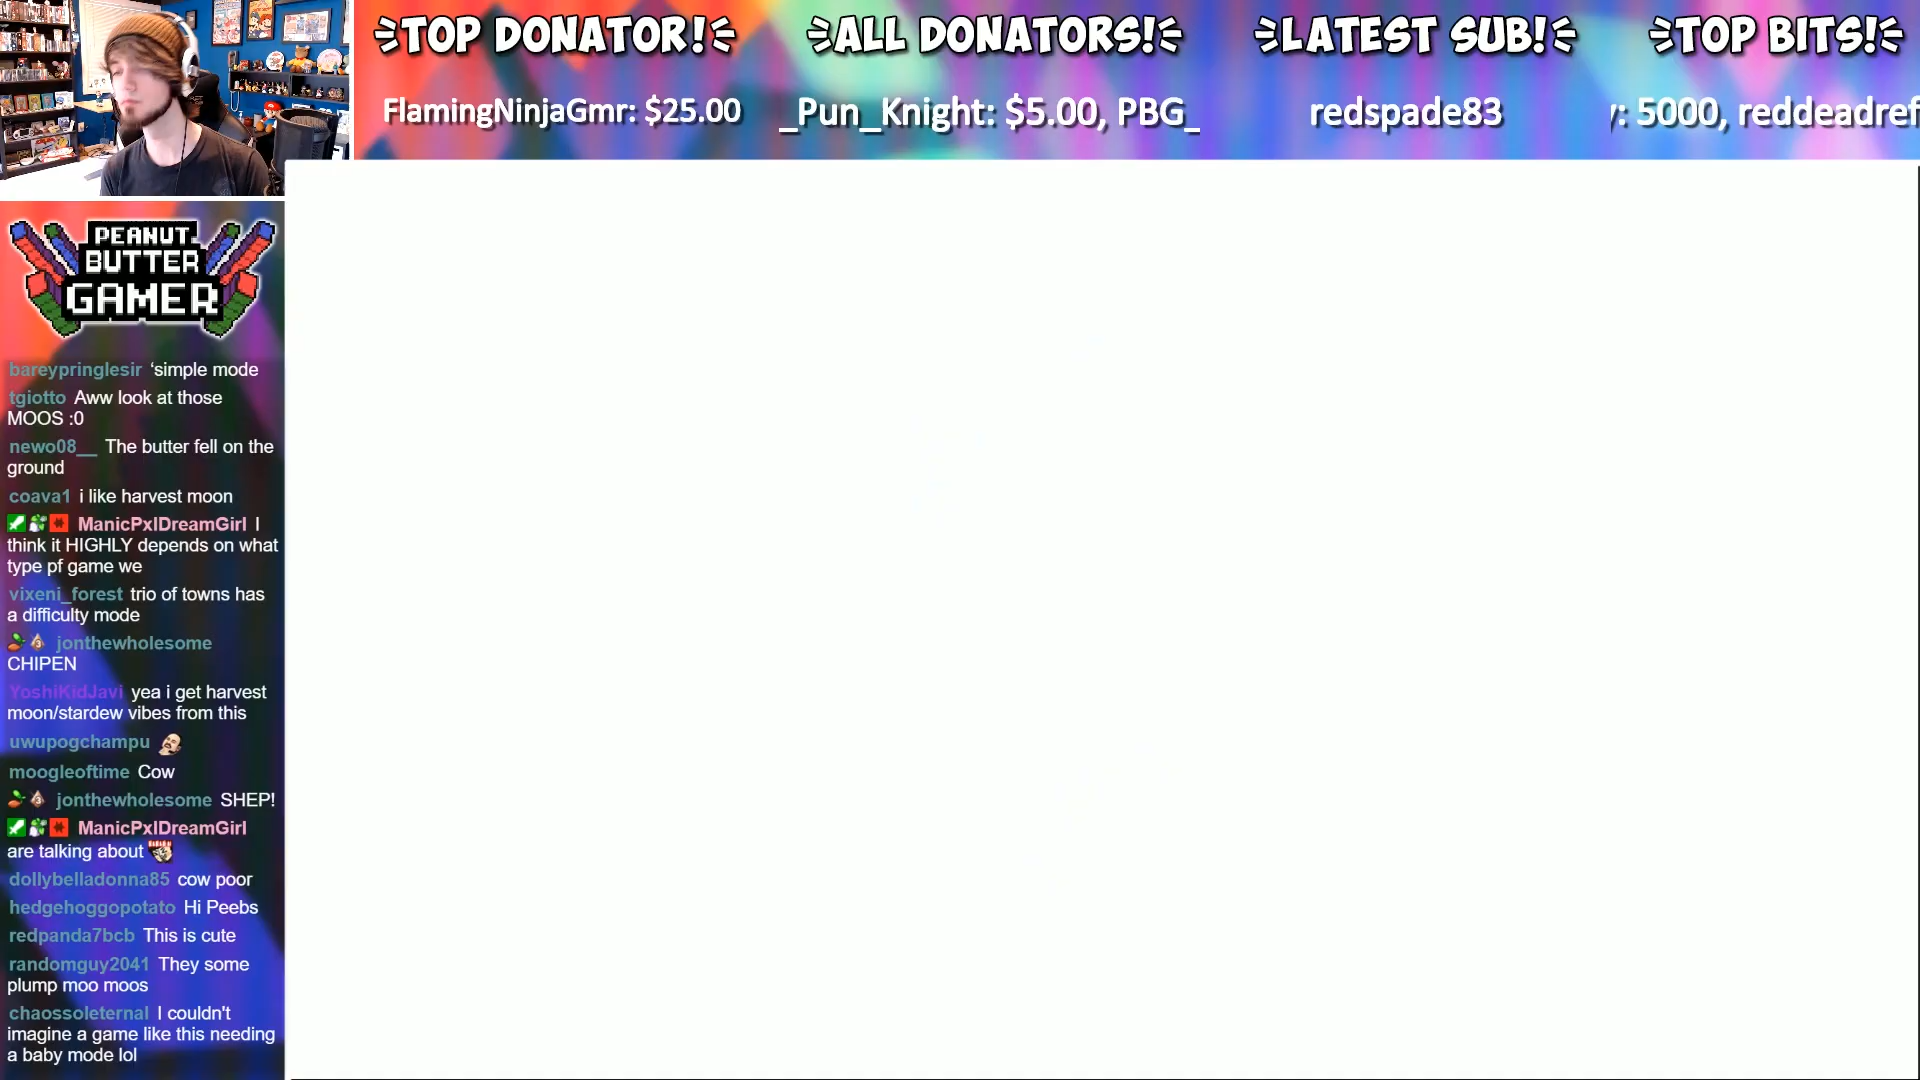 TOP DONATOR!
ALL DONATORS!
LATEST SUB!
TOP BITS!
FlamingNinjaGmr: $25.00
_Pun_Knight: $5.00, PBG_
redspade83
: 5000, reddeadref
PEANUT
BUTTER
GAMER
bareypringlesir ‘simple mode
tgiotto Aww look at those
MOOS :0
newo08__ The butter fell on the
ground
coava1 i like harvest moon
ManicPxlDreamGirl I
think it HIGHLY depends on what
type pf game we
vixeni_forest trio of towns has
a difficulty mode
jonthewholesome
CHIPEN
YoshiKidJavi yea i get harvest
moon/stardew vibes from this
uwupogchampu
moogleoftime Cow
jonthewholesome SHEP!
ManicPxlDreamGirl
are talking about
dollybelladonna85 cow poor
hedgehoggopotato Hi Peebs
redpanda7bcb This is cute
randomguy2041 They some
plump moo moos
chaossoleternal I couldn't
imagine a game like this needing
a baby mode lol